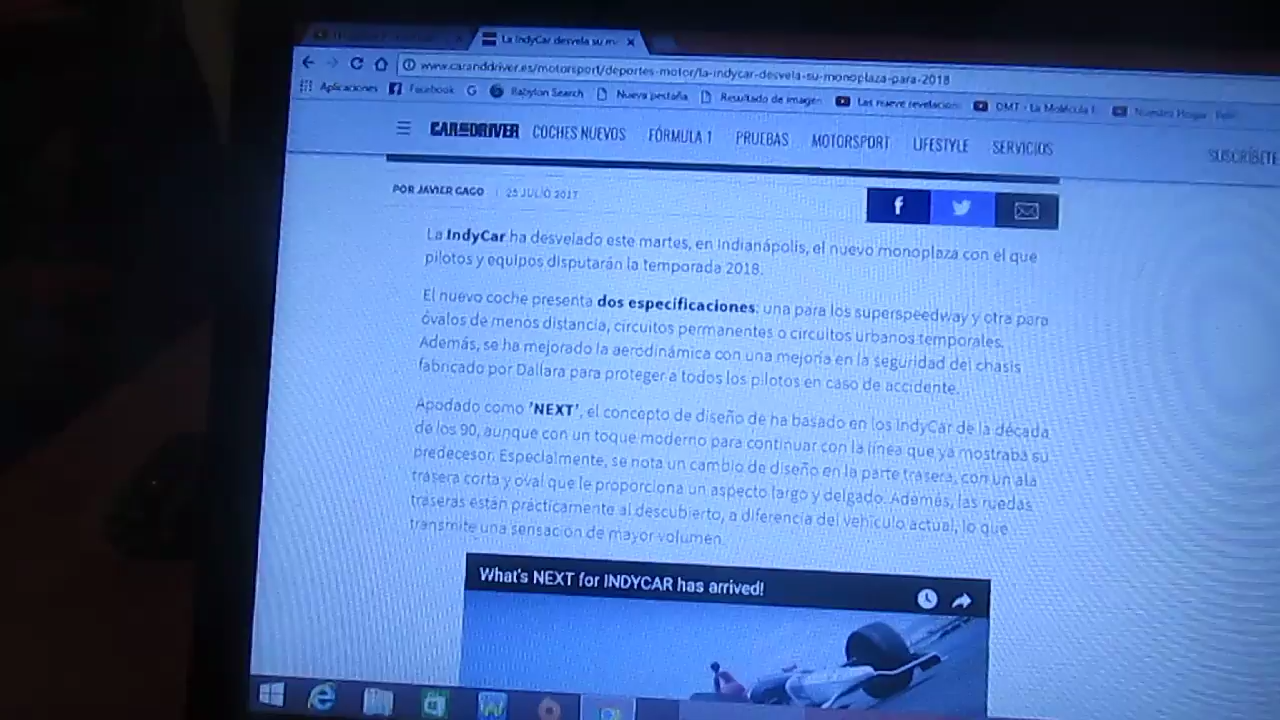 La IndyCar desvela su m
www.caranddriver.es/motorsport/deportes-motor/la-indycar-desvela-su-monoplaza-para-2018
Aplicaciones Facebook Babylon Search Nueva pestaña Resultado de imagen Las nueve revelacion DMT - La Molécula
CAR AND DRIVER COCHES NUEVOS FÓRMULA 1 PRUEBAS MOTORSPORT LIFESTYLE SERVICIOS SUSCRÍBETE
POR JAVIER GAGO | 25 JULIO 2017
La IndyCar ha desvelado este martes, en Indianápolis, el nuevo monoplaza con el que
pilotos y equipos disputarán la temporada 2018.
El nuevo coche presenta dos especificaciones: una para los superspeedway y otra para
óvalos de menos distancia, circuitos permanentes o circuitos urbanos temporales.
Además, se ha mejorado la aerodinámica con una mejoría en la seguridad del chasis
fabricado por Dallara para proteger a todos los pilotos en caso de accidente.
Apodado como 'NEXT', el concepto de diseño de ha basado en los IndyCar de la década
de los 90, aunque con un toque moderno para continuar con la línea que ya mostraba su
predecesor. Especialmente, se nota un cambio de diseño en la parte trasera, con un ala
trasera corta y oval que le proporciona un aspecto largo y delgado. Además, las ruedas
traseras están prácticamente al descubierto, a diferencia del vehículo actual, lo que
transmite una sensación de mayor volumen.
What's NEXT for INDYCAR has arrived!